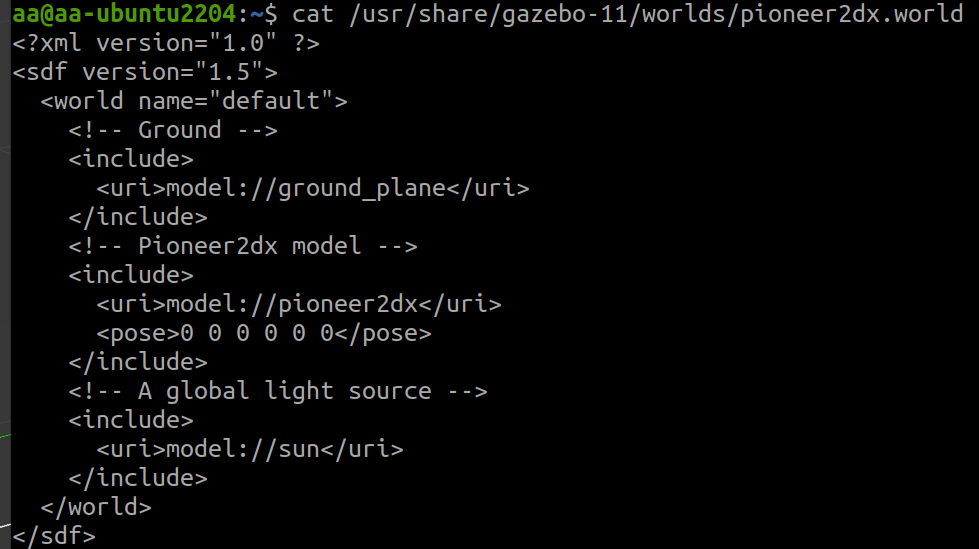 aa@aa-ubuntu2204:~$ cat /usr/share/gazebo-11/worlds/pioneer2dx.world
<?xml version="1.0" ?>
<sdf version="1.5">
  <world name="default">
    <!-- Ground -->
    <include>
      <uri>model://ground_plane</uri>
    </include>
    <!-- Pioneer2dx model -->
    <include>
      <uri>model://pioneer2dx</uri>
      <pose>0 0 0 0 0 0</pose>
    </include>
    <!-- A global light source -->
    <include>
      <uri>model://sun</uri>
    </include>
  </world>
</sdf>